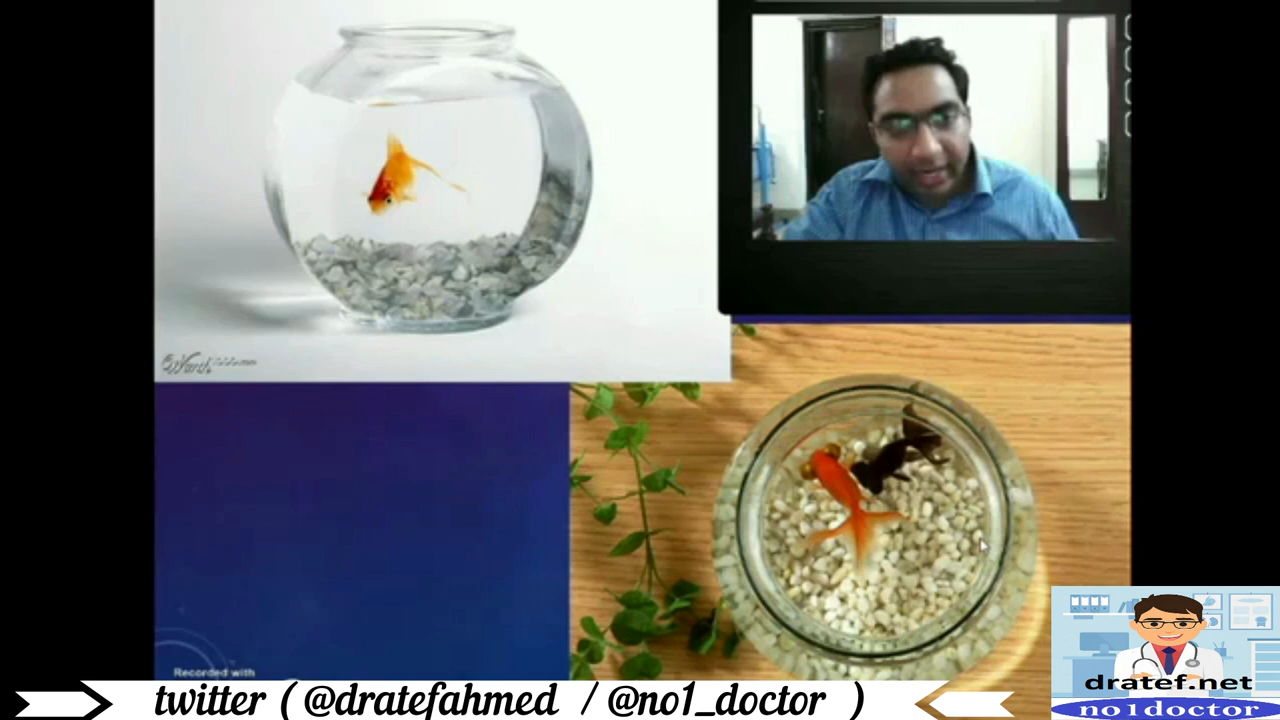 Recorded with
twitter ( @dratefahmed / @no1_doctor )
dratef.net
no1doctor